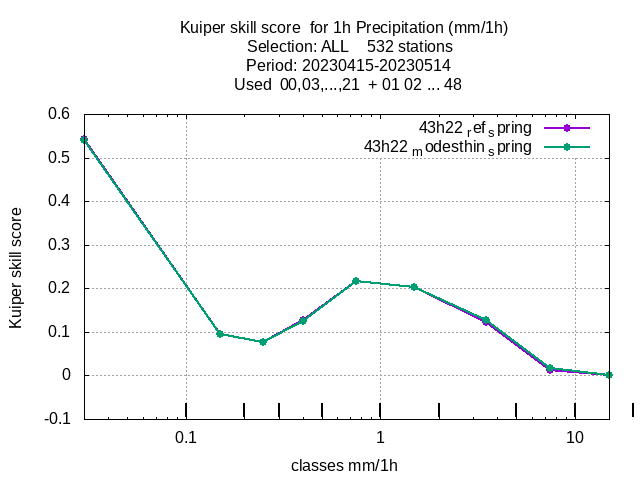 Kuiper skill score  for 1h Precipitation (mm/1h)
Selection: ALL    532 stations
Period: 20230415-20230514
Used  00,03,...,21  + 01 02 ... 48
43h22 ref spring
43h22 modesthin spring
0.6
0.5
0.4
0.3
0.2
0.1
0
-0.1
Kuiper skill score
0.1
1
10
classes mm/1h